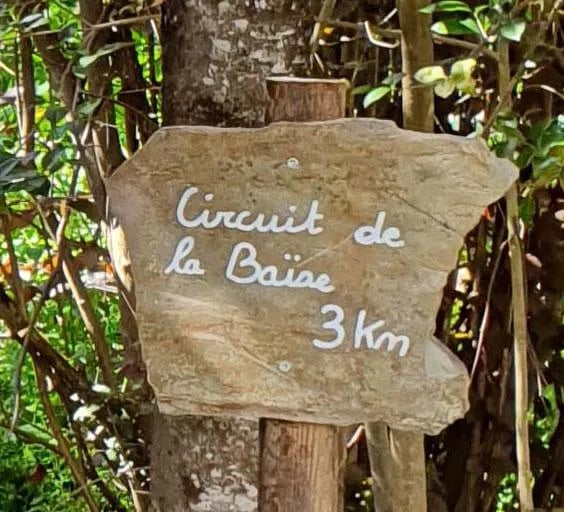 Circuit de
la Baïse
3 km